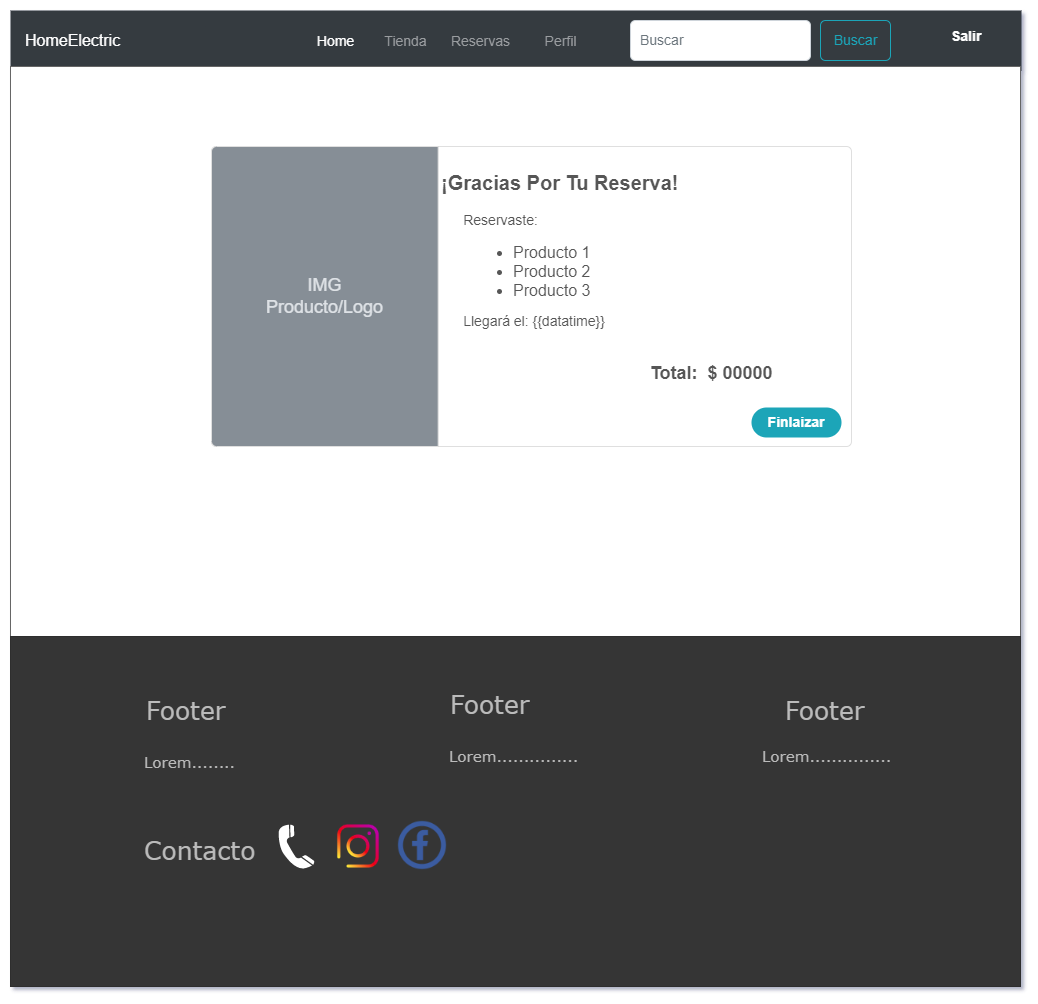 HomeElectric
Home
Tienda
Reservas
Perfil
Buscar
Buscar
Salir
IMG
Producto/Logo
¡Gracias Por Tu Reserva!
Reservaste:
• Producto 1
• Producto 2
• Producto 3
Llegará el: {{datatime}}
Total: $ 00000
Finlaizar
Footer
Lorem........
Footer
Lorem...............
Footer
Lorem...............
Contacto